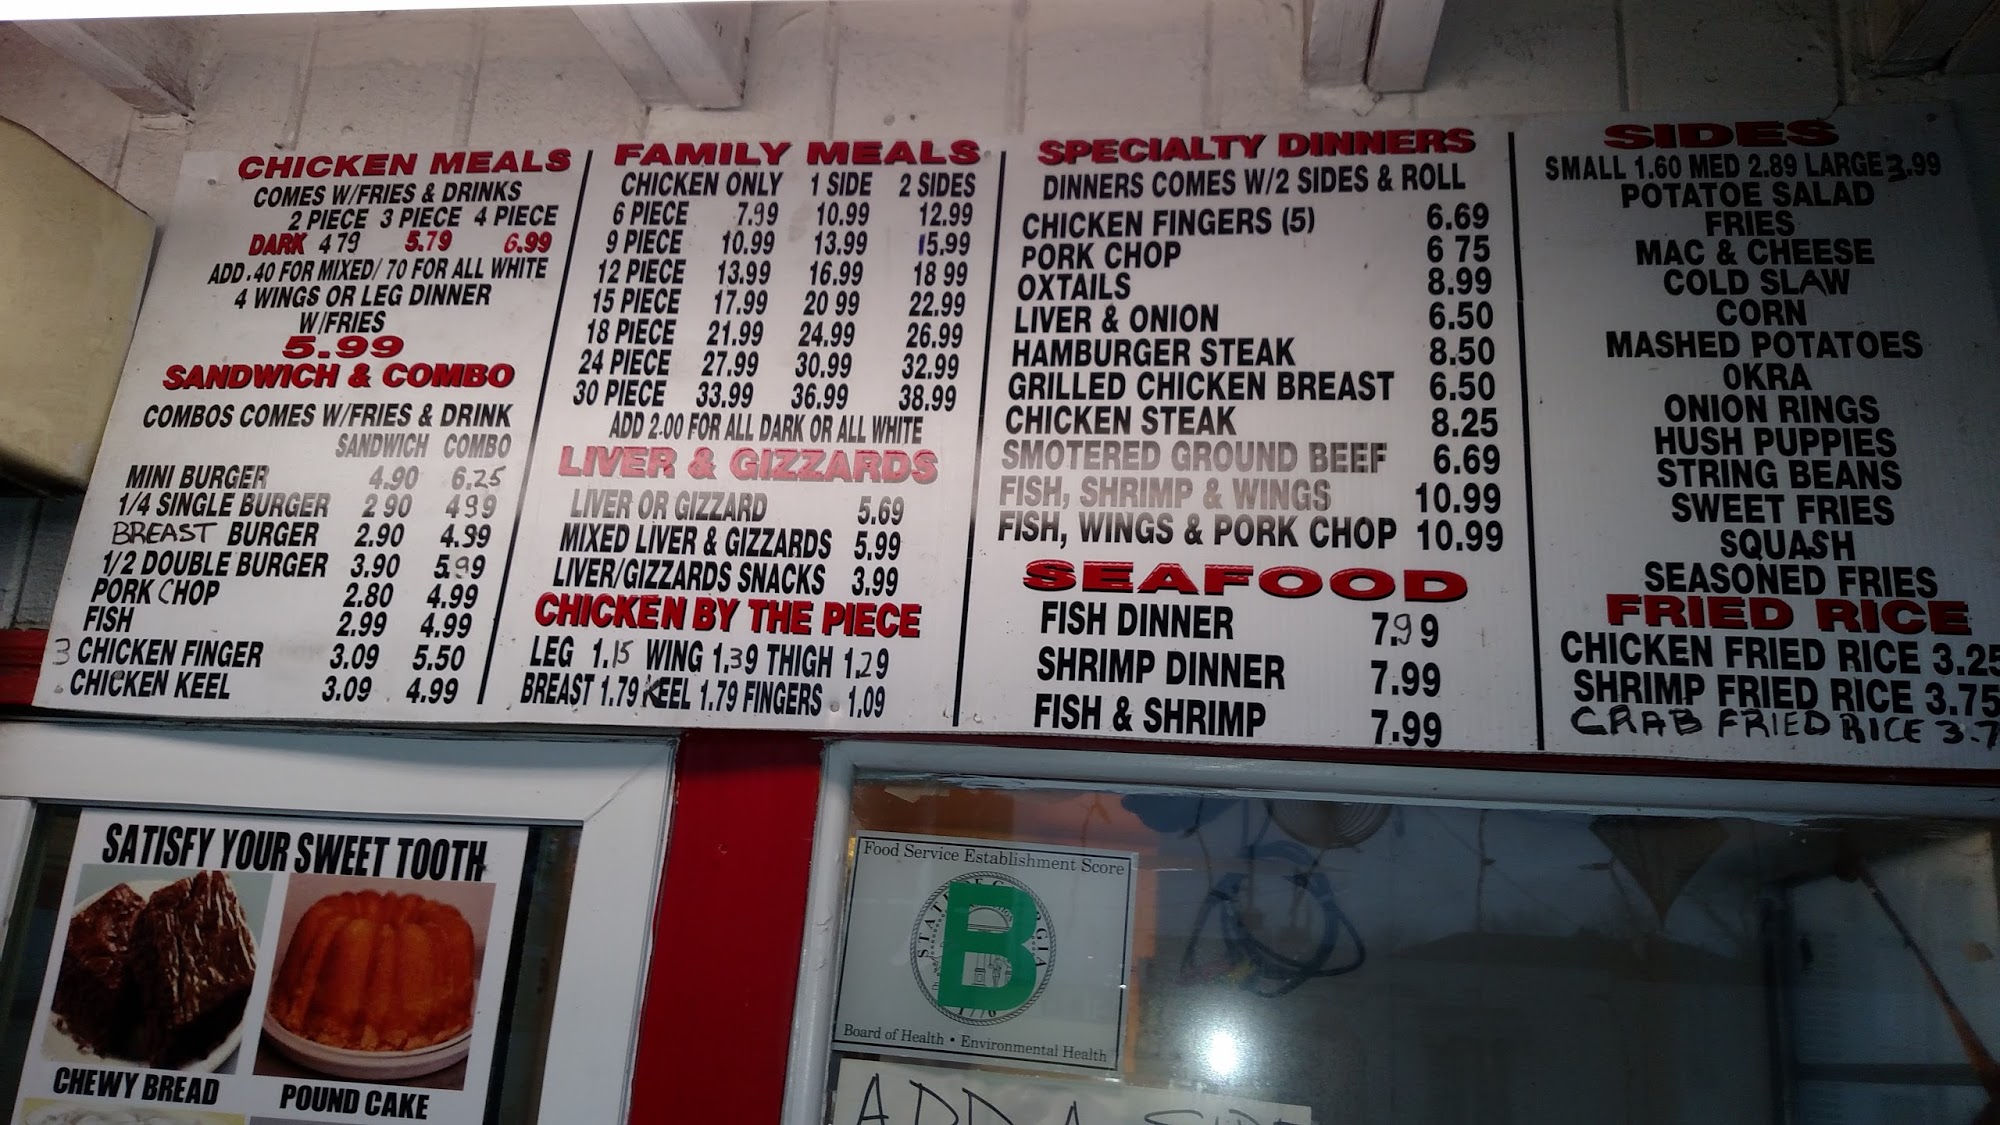 CHICKEN MEALS
COMES W/FRIES & DRINKS
2 PIECE 3 PIECE 4 PIECE
DARK 4 79 5.79 6.99
ADD .40 FOR MIXED/ 70 FOR ALL WHITE
4 WINGS OR LEG DINNER
W/FRIES
5.99
SANDWICH & COMBO
COMBOS COMES W/FRIES & DRINK
SANDWICH COMBO
MINI BURGER 4.90 6.25
1/4 SINGLE BURGER 2 90 4 99
BREAST BURGER 2.90 4.99
1/2 DOUBLE BURGER 3.90 5.99
PORK CHOP 2.80 4.99
FISH 2.99 4.99
3 CHICKEN FINGER 3.09 5.50
CHICKEN KEEL 3.09 4.99
FAMILY MEALS
CHICKEN ONLY 1 SIDE 2 SIDES
6 PIECE 7.99 10.99 12.99
9 PIECE 10.99 13.99 15.99
12 PIECE 13.99 16.99 18 99
15 PIECE 17.99 20 99 22.99
18 PIECE 21.99 24.99 26.99
24 PIECE 27.99 30.99 32.99
30 PIECE 33.99 36.99 38.99
ADD 2.00 FOR ALL DARK OR ALL WHITE
LIVER & GIZZARDS
LIVER OR GIZZARD 5.69
MIXED LIVER & GIZZARDS 5.99
LIVER/GIZZARDS SNACKS 3.99
CHICKEN BY THE PIECE
LEG 1.15 WING 1.39 THIGH 1.29
BREAST 1.79 KEEL 1.79 FINGERS 1.09
SPECIALTY DINNERS
DINNERS COMES W/2 SIDES & ROLL
CHICKEN FINGERS (5) 6.69
PORK CHOP 6 75
OXTAILS 8.99
LIVER & ONION 6.50
HAMBURGER STEAK 8.50
GRILLED CHICKEN BREAST 6.50
CHICKEN STEAK 8.25
SMOTERED GROUND BEEF 6.69
FISH, SHRIMP & WINGS 10.99
FISH, WINGS & PORK CHOP 10.99
SEAFOOD
FISH DINNER 7.99
SHRIMP DINNER 7.99
FISH & SHRIMP 7.99
SIDES
SMALL 1.60 MED 2.89 LARGE 3.99
POTATOE SALAD
FRIES
MAC & CHEESE
COLD SLAW
CORN
MASHED POTATOES
OKRA
ONION RINGS
HUSH PUPPIES
STRING BEANS
SWEET FRIES
SQUASH
SEASONED FRIES
FRIED RICE
CHICKEN FRIED RICE 3.25
SHRIMP FRIED RICE 3.75
CRAB FRIED RICE 3.7
SATISFY YOUR SWEET TOOTH
CHEWY BREAD
POUND CAKE
Food Service Establishment Score
STATE OF GEORGIA
B
1776
Board of Health • Environmental Health
ADD A SIDE